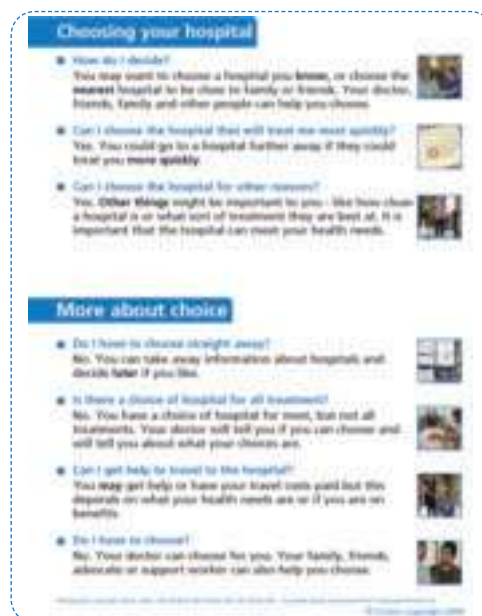 Choosing your hospital
How do I decide?
You may want to choose a hospital you know, or choose the
nearest hospital to be close to family or friends. Your doctor,
friends, family and other people can help you choose.
Can I choose the hospital that will treat me most quickly?
Yes. You could go to a hospital further away if they could
treat you more quickly.
Can I choose the hospital for other reasons?
Yes. Other things might be important to you - like how clean
a hospital is or what sort of treatment they are best at. It is
important that the hospital can meet your health needs.
More about choice
Do I have to choose straight away?
No. You can take away information about hospitals and
decide later if you like.
Is there a choice of hospital for all treatment?
No. You have a choice of hospital for most, but not all
treatments. Your doctor will tell you if you can choose and
will tell you about what your choices are.
Can I get help to travel to the hospital?
You may get help or have your travel costs paid but this
depends on what your health needs are or if you are on
benefits.
Do I have to choose?
No. Your doctor can choose for you. Your family, friends,
advocate or support worker can also help you choose.